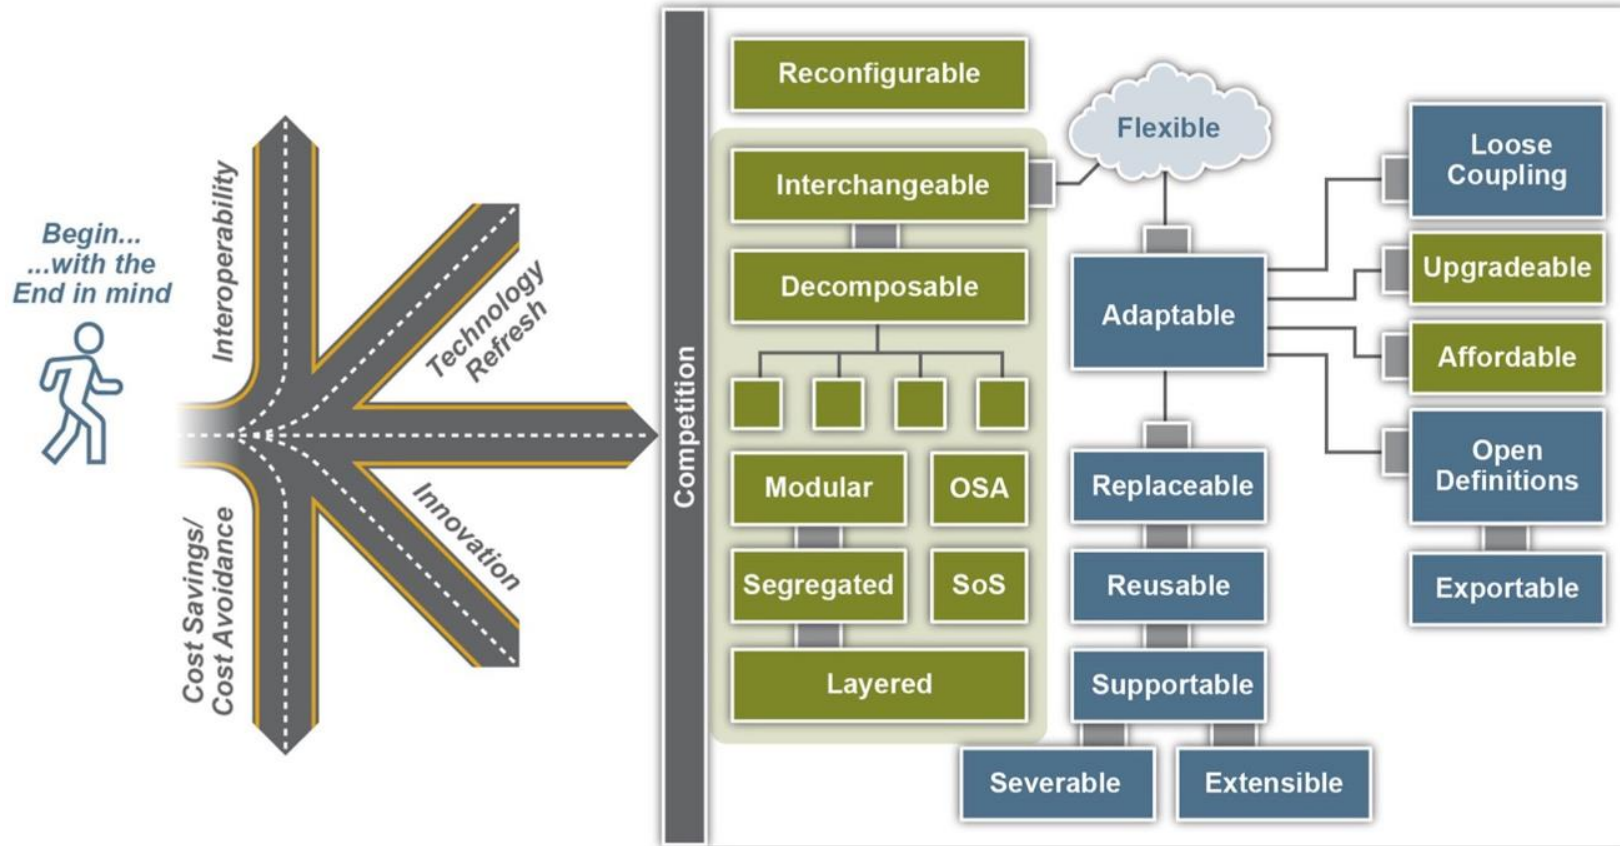 Begin...
...with the
End in mind
Interoperability
Technology
Refresh
Innovation
Cost Savings/
Cost Avoidance
Competition
Reconfigurable
Interchangeable
Decomposable
Modular
OSA
Segregated
SoS
Layered
Flexible
Adaptable
Replaceable
Reusable
Supportable
Severable
Extensible
Loose
Coupling
Upgradeable
Affordable
Open
Definitions
Exportable